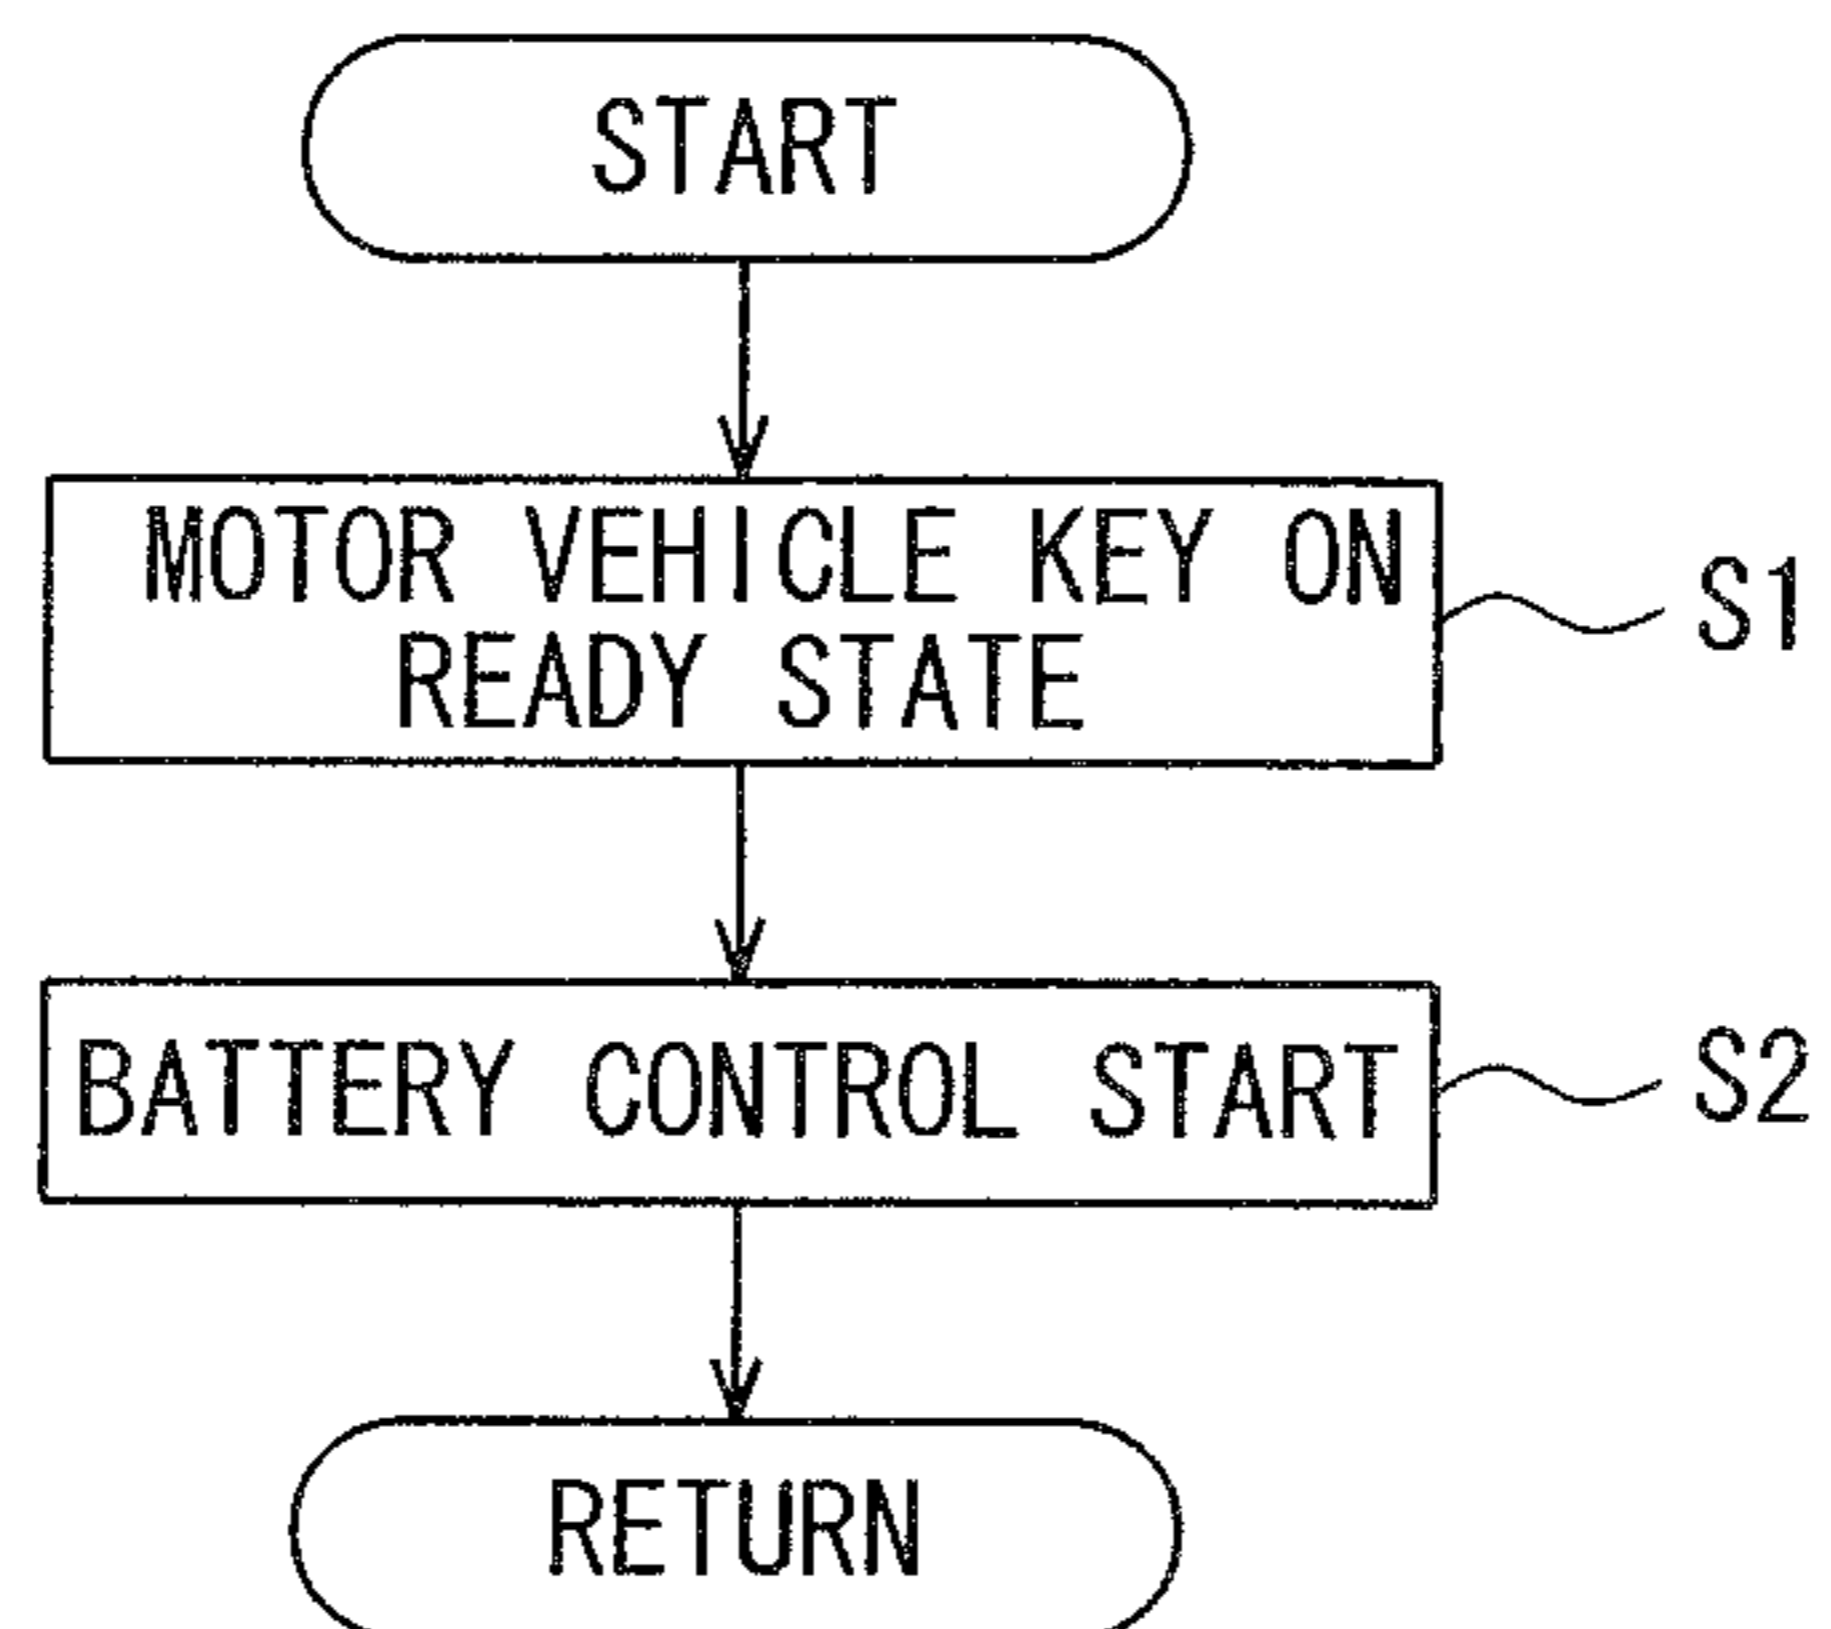 START
MOTOR VEHICLE KEY ON
READY STATE
S1
BATTERY CONTROL START
S2
RETURN